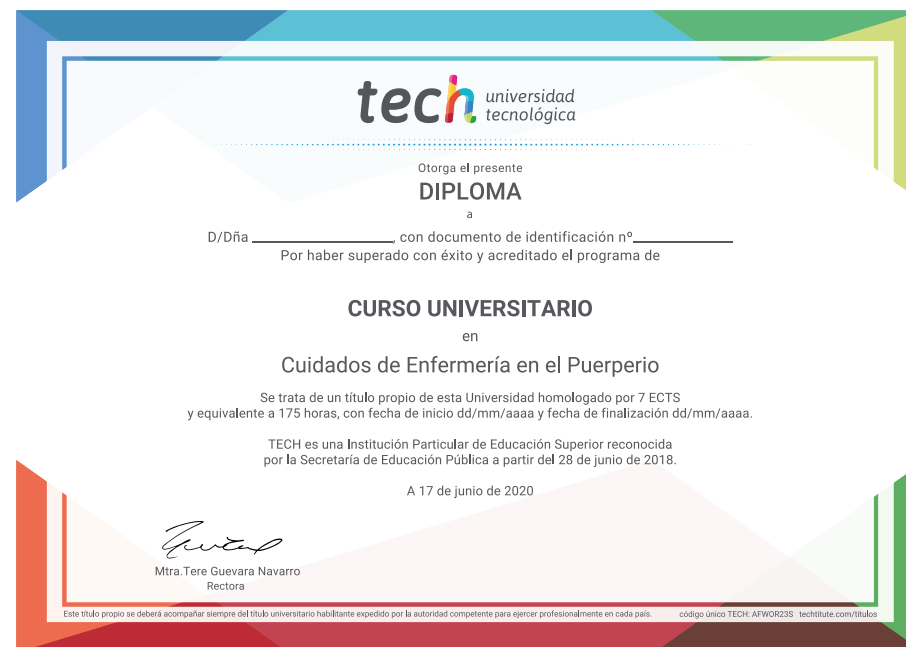 tech universidad
tecnológica
Otorga el presente
DIPLOMA
a
D/Dña ____________________, con documento de identificación nº______________
Por haber superado con éxito y acreditado el programa de
CURSO UNIVERSITARIO
en
Cuidados de Enfermería en el Puerperio
Se trata de un título propio de esta Universidad homologado por 7 ECTS
y equivalente a 175 horas, con fecha de inicio dd/mm/aaaa y fecha de finalización dd/mm/aaaa.
TECH es una Institución Particular de Educación Superior reconocida
por la Secretaría de Educación Pública a partir del 28 de junio de 2018.
A 17 de junio de 2020
Mtra.Tere Guevara Navarro
Rectora
Este título propio se deberá acompañar siempre del título universitario habilitante expedido por la autoridad competente para ejercer profesionalmente en cada país. código único TECH: AFWOR23S techtitute.com/títulos